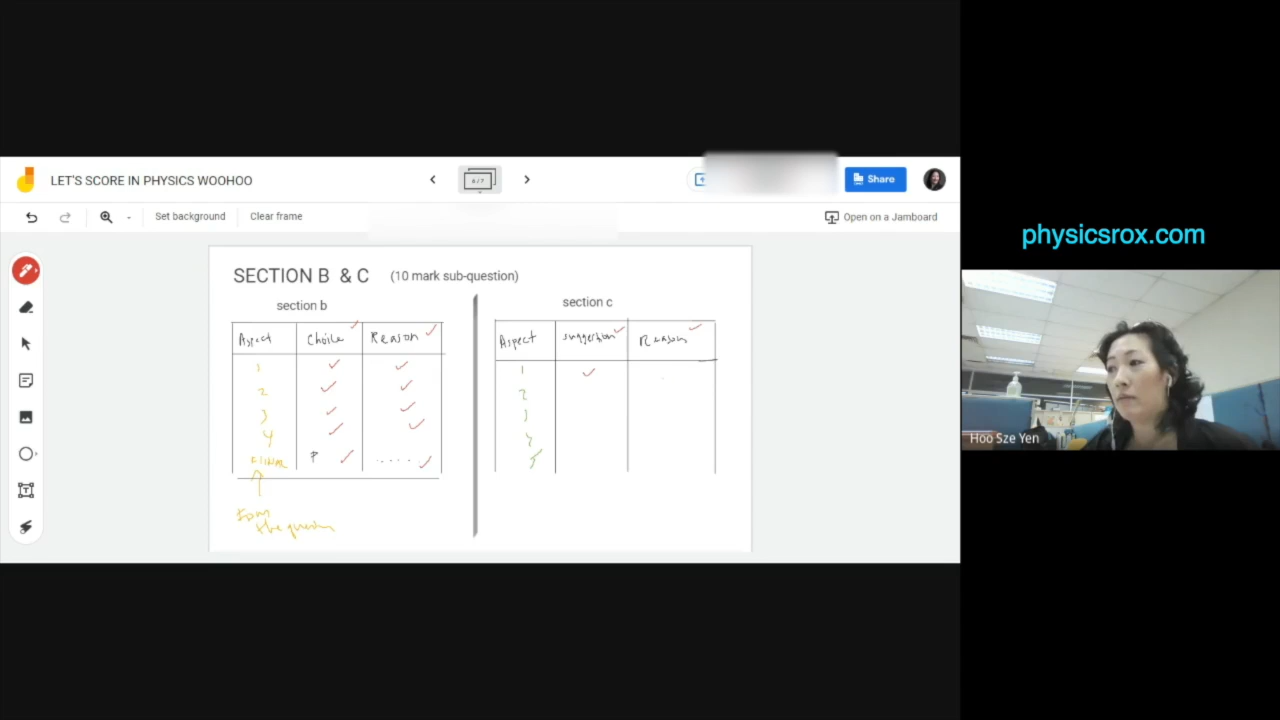 LET'S SCORE IN PHYSICS WOOHOO
6 / 7
Share
Set background
Clear frame
Open on a Jamboard
physicsrox.com
SECTION B & C (10 mark sub-question)
section b
section c
Aspect Choice Reason
Aspect suggestion Reason
1
2
3
4
FINAL P .....
from
the question
1
2
3
4
5
Hoo Sze Yen